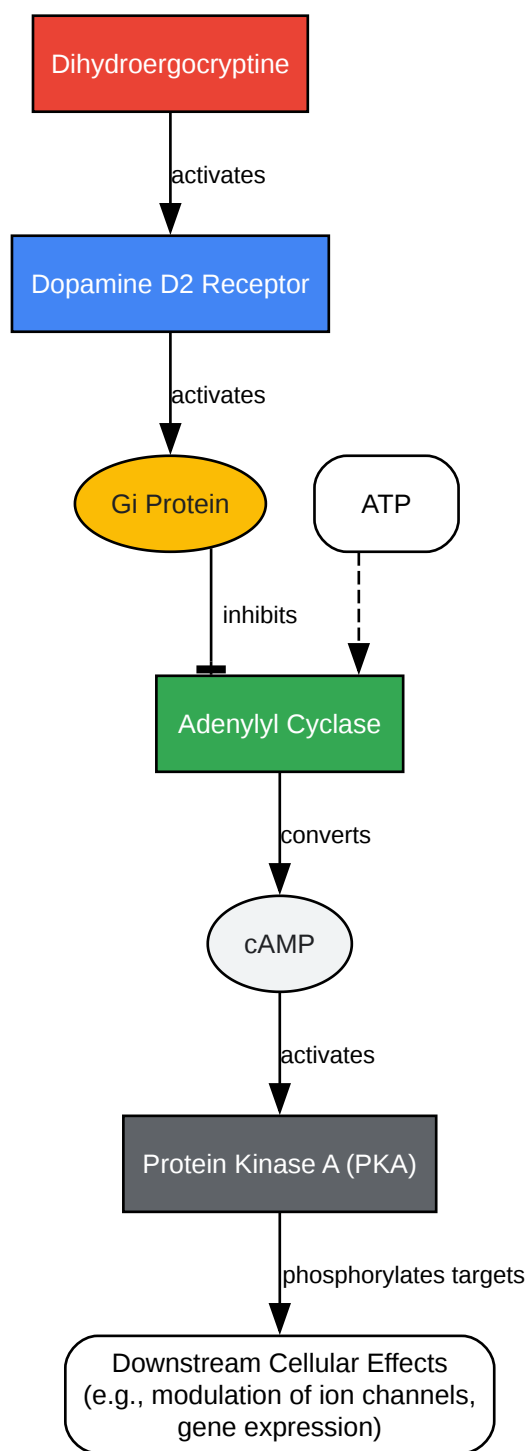 Dihydroergocryptine
activates
Dopamine D2 Receptor
activates
Gi Protein
ATP
inhibits
Adenylyl Cyclase
converts
cAMP
activates
Protein Kinase A (PKA)
phosphorylates targets
Downstream Cellular Effects
(e.g., modulation of ion channels,
gene expression)